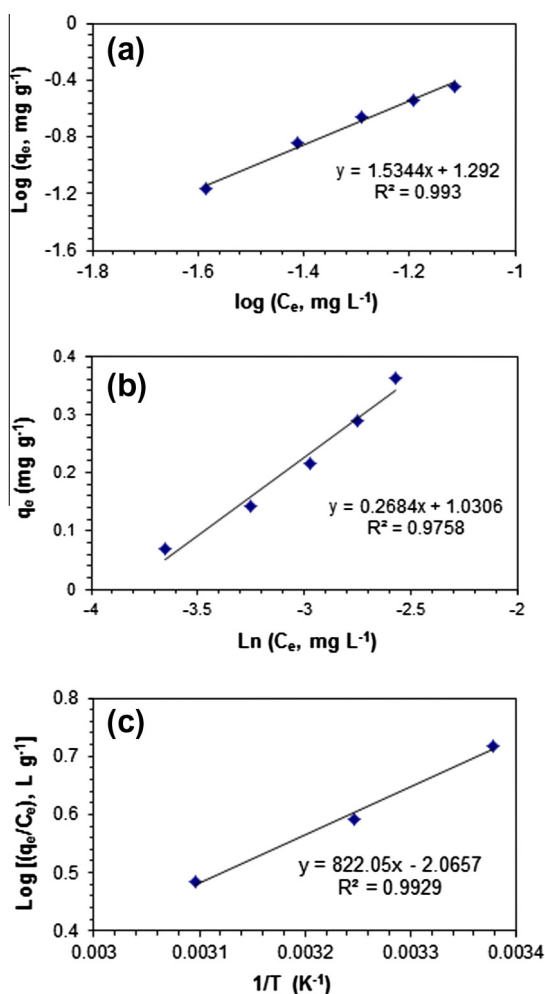 (a)
0
-0.4
-0.8
-1.2
-1.6
Log (qₑ, mg g⁻¹)
y = 1.5344x + 1.292
R² = 0.993
-1.8
-1.6
-1.4
-1.2
-1
log (Cₑ, mg L⁻¹)
(b)
0.4
0.3
0.2
0.1
0
qₑ (mg g⁻¹)
y = 0.2684x + 1.0306
R² = 0.9758
-4
-3.5
-3
-2.5
-2
Ln (Cₑ, mg L⁻¹)
(c)
0.8
0.7
0.6
0.5
0.4
Log [(qₑ/Cₑ), L g⁻¹]
y = 822.05x - 2.0657
R² = 0.9929
0.003
0.0031
0.0032
0.0033
0.0034
1/T (K⁻¹)